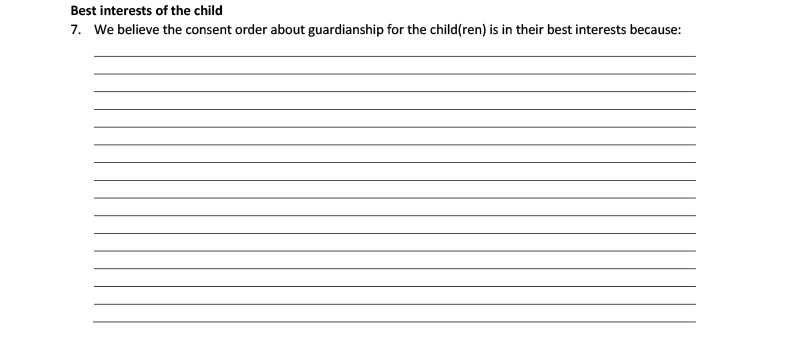 Best interests of the child
7. We believe the consent order about guardianship for the child(ren) is in their best interests because: